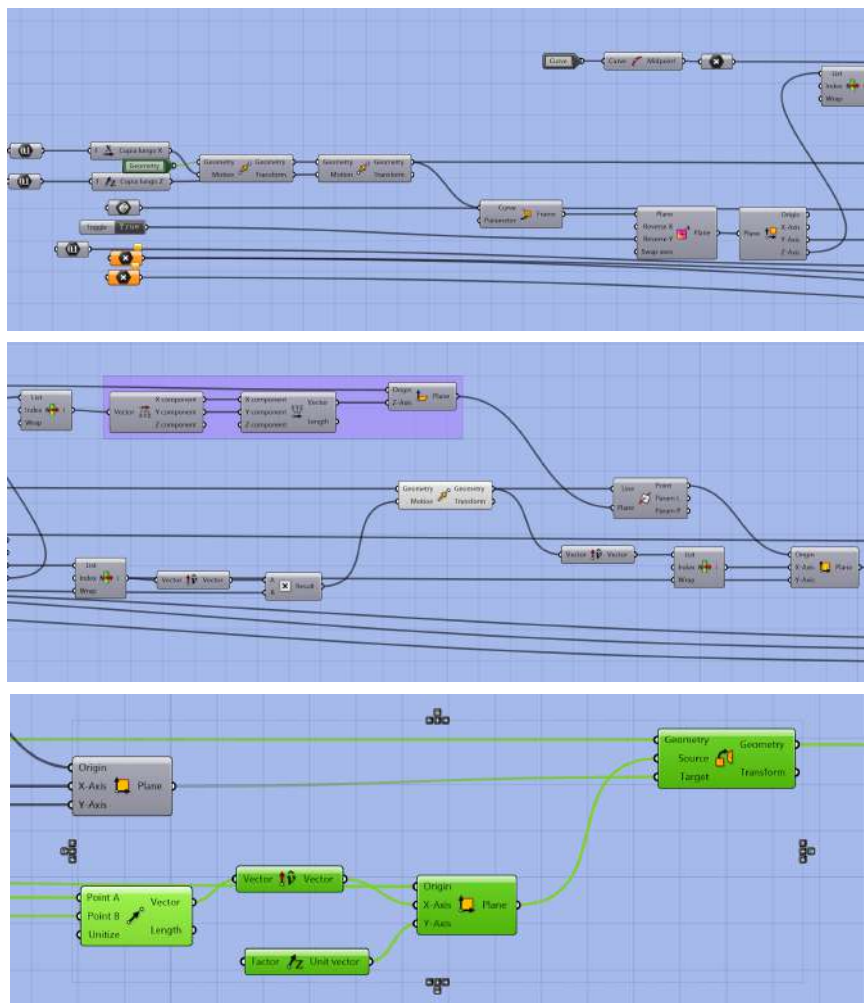 Curve
Curve Midpoint
List
Index i
Wrap
F Copia lungo X
Geometry
F Copia lungo Z
Geometry Geometry
Motion Transform
Geometry Geometry
Motion Transform
Curve
Parameter Frame
Toggle True
Plane
Reverse X
Reverse Y Plane
Swap axes
Plane
Origin
X-Axis
Y-Axis
Z-Axis
List
Index i
Wrap
Vector
X component
Y component
Z component
X component
Y component
Z component
Vector
Length
Origin
Z-Axis
Plane
Geometry Geometry
Motion Transform
Line
Plane
Point
Vector Vector
List
Index i
Wrap
Origin
X-Axis
Y-Axis
Plane
List
Index i
Wrap
Vector Vector
A
B
Result
Origin
X-Axis Plane
Y-Axis
Geometry Geometry
Source
Target Transform
Point A Vector
Point B
Unitize Length
Vector Vector
Origin
X-Axis Plane
Y-Axis
Factor Unit vector